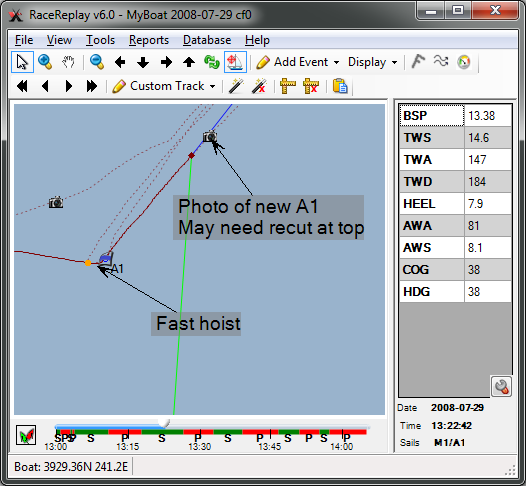 RaceReplay v6.0 - MyBoat 2008-07-29 cf0
File View Tools Reports Database Help
Add Event Display
Custom Track
Photo of new A1
May need recut at top
A1
Fast hoist
BSP 13.38
TWS 14.6
TWA 147
TWD 184
HEEL 7.9
AWA 81
AWS 8.1
COG 38
HDG 38
Date 2008-07-29
Time 13:22:42
Sails M1/A1
SPSP S P S P S P S P
13:00 13:15 13:30 13:45 14:00
Boat: 3929.36N 241.2E